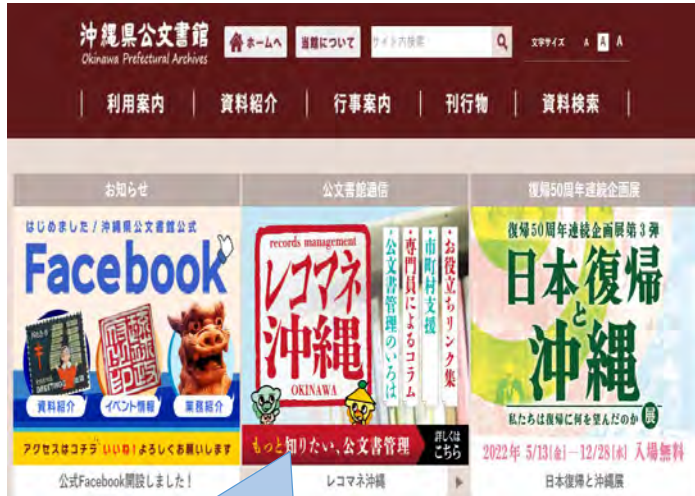 沖縄県公文書館
Okinawa Prefectural Archives
ホームへ
当館について
サイト内検索
文字サイズ A A A
利用案内 資料紹介 行事案内 刊行物 資料検索
お知らせ
はじめました / 沖縄県公文書館公式
Facebook
資料紹介
イベント情報
業務紹介
アクセスはコチラ いいね！よろしくお願いします
公式Facebook開設しました！
公文書館通信
records management
レコマネ
沖縄
OKINAWA
・お役立ちリンク集
・市町村支援
・専門員によるコラム
・公文書管理のいろは
もっと知りたい、公文書管理
詳しくは
こちら
レコマネ沖縄
復帰50周年連続企画展
復帰50周年連続企画展第3弾
日本復帰
と
沖縄
私たちは復帰に何を望んだのか 展
2022年 5/13(金)―12/28(水) 入場無料
日本復帰と沖縄展